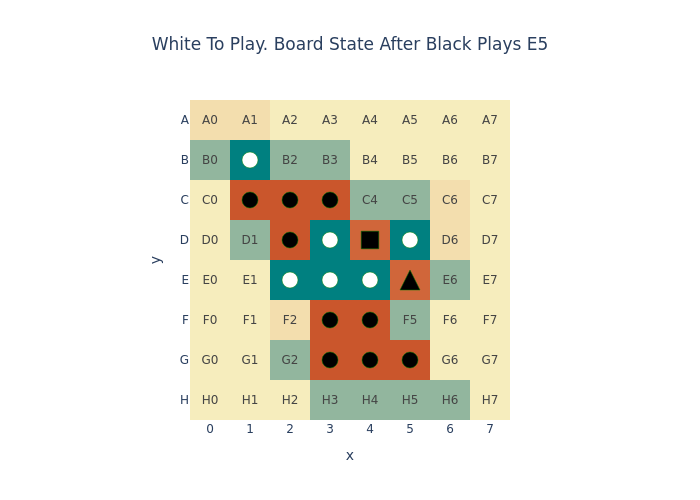 White To Play. Board State After Black Plays E5
A A0 A1 A2 A3 A4 A5 A6 A7
B B0 B2 B3 B4 B5 B6 B7
C C0 C4 C5 C6 C7
D D0 D1 D6 D7
y
E E0 E1 E6 E7
F F0 F1 F2 F5 F6 F7
G G0 G1 G2 G6 G7
H H0 H1 H2 H3 H4 H5 H6 H7
0 1 2 3 4 5 6 7
x